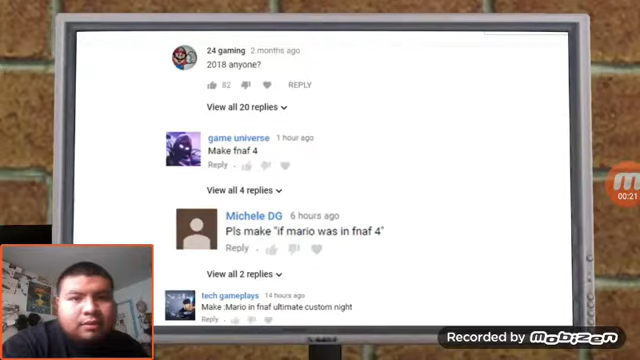 24 gaming 2 months ago
2018 anyone?
82 REPLY
View all 20 replies
game universe 1 hour ago
Make fnaf 4
Reply
View all 4 replies
Michele DG 6 hours ago
Pls make "if mario was in fnaf 4"
Reply
View all 2 replies
tech gameplays 14 hours ago
Make :Mario in fnaf ultimate custom night
Reply
00:21
Recorded by mobizen